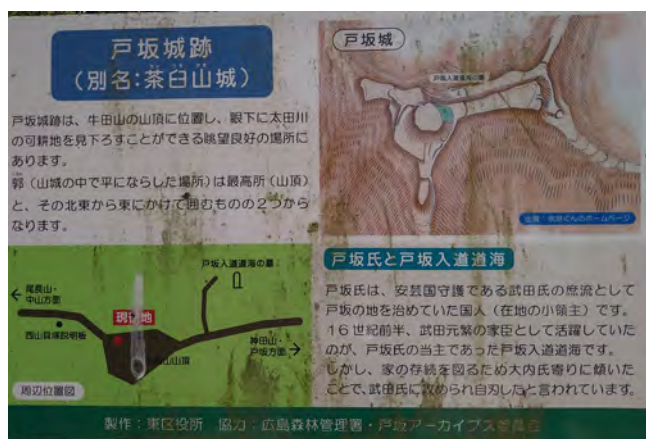 戸坂城跡
(別名:茶臼山城)
戸坂城跡は、牛田山の山頂に位置し、眼下に太田川
の可耕地を見下ろすことができる眺望良好の場所に
あります。
郭(山城の中で平にならした場所)は最高所(山頂)
と、その北東から東にかけて囲むものの2つから
なります。
戸坂城
戸坂入道道海の墓
戸坂入道道海の墓
尾長山・
中山方面
現在地
西山貝塚説明板
山頂
神田山・
戸坂方面
周辺位置図
戸坂氏と戸坂入道道海
戸坂氏は、安芸国守護である武田氏の庶流として
戸坂の地を治めていた国人(在地の小領主)です。
16世紀前半、武田元繁の家臣として活躍していた
のが、戸坂氏の当主であった戸坂入道道海です。
しかし、家の存続を図るため大内氏寄りに傾いた
ことで、武田氏に攻められ自刃したと言われています。
製作:東区役所 協力:広島森林管理署・戸坂アーカイブス委員会